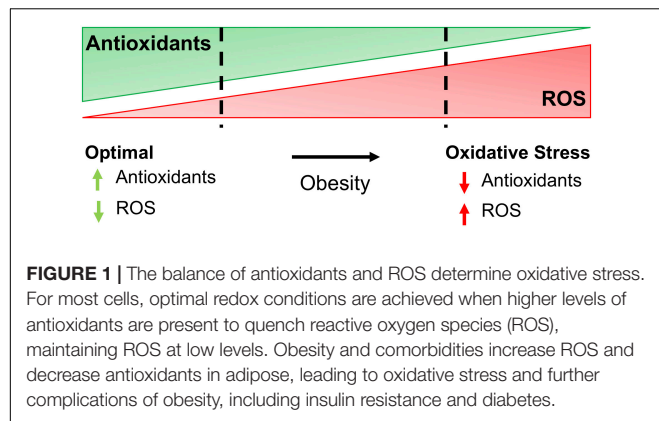 Antioxidants
ROS
Optimal
Antioxidants
ROS
Obesity
Oxidative Stress
Antioxidants
ROS
FIGURE 1 | The balance of antioxidants and ROS determine oxidative stress.
For most cells, optimal redox conditions are achieved when higher levels of
antioxidants are present to quench reactive oxygen species (ROS),
maintaining ROS at low levels. Obesity and comorbidities increase ROS and
decrease antioxidants in adipose, leading to oxidative stress and further
complications of obesity, including insulin resistance and diabetes.